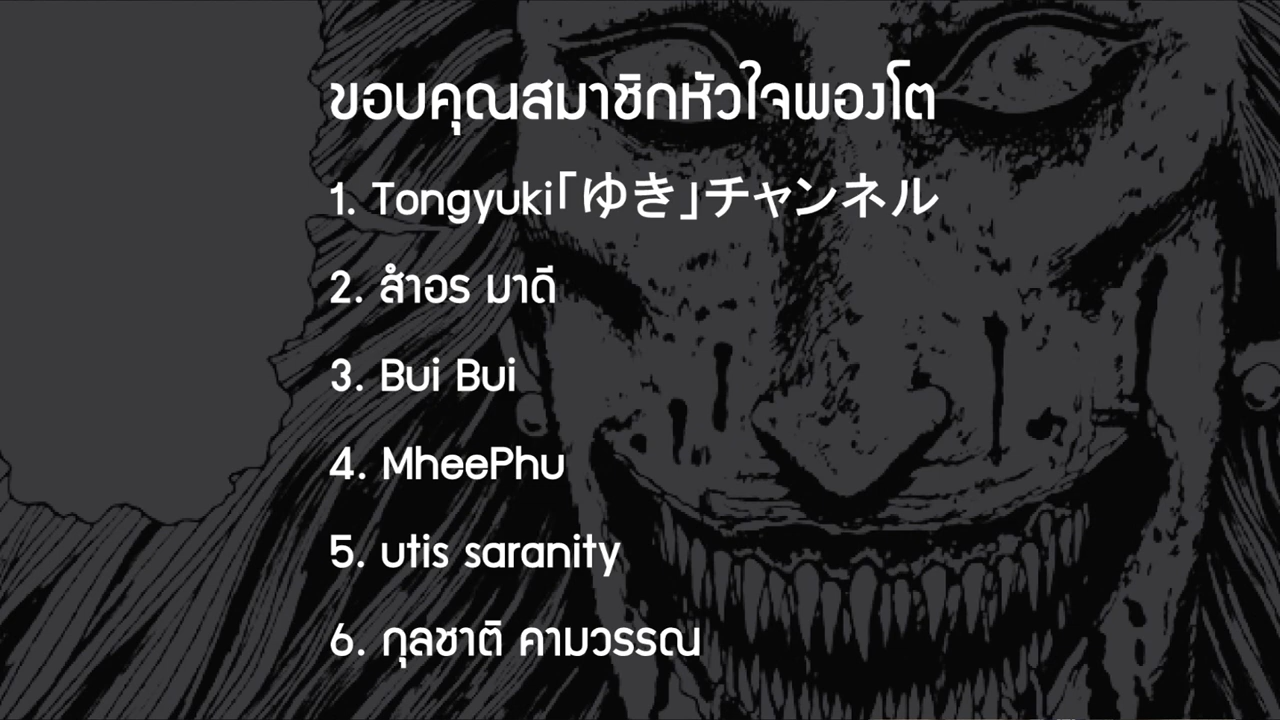 ขอบคุณสมาชิกหัวใจพองโต
1. Tongyuki「ゆき」チャンネル
2. สำอร มาดี
3. Bui Bui
4. MheePhu
5. utis saranity
6. กุลชาติ คามวรรณ